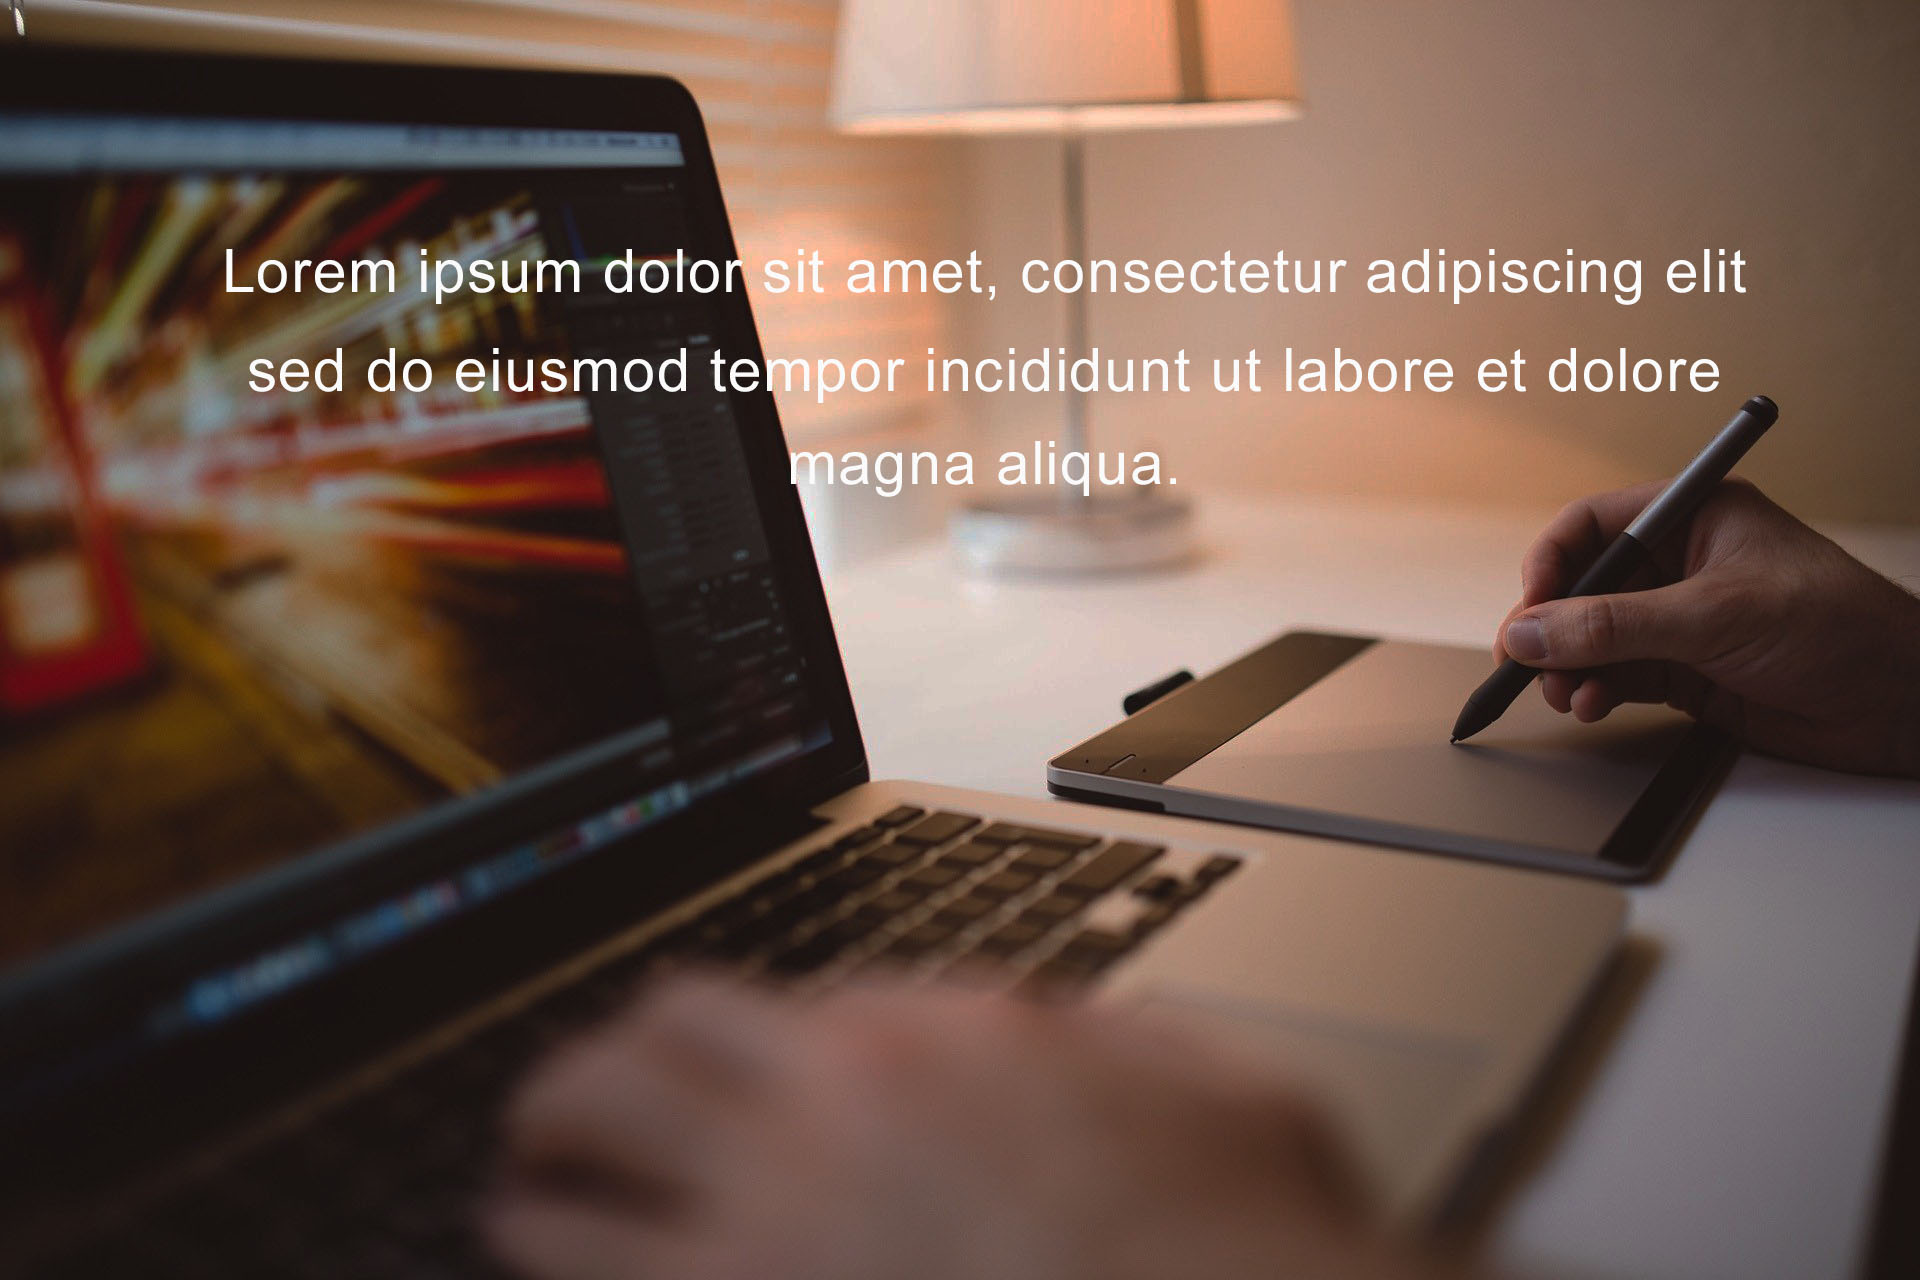 Lorem ipsum dolor sit amet, consectetur adipiscing elit
sed do eiusmod tempor incididunt ut labore et dolore
magna aliqua.